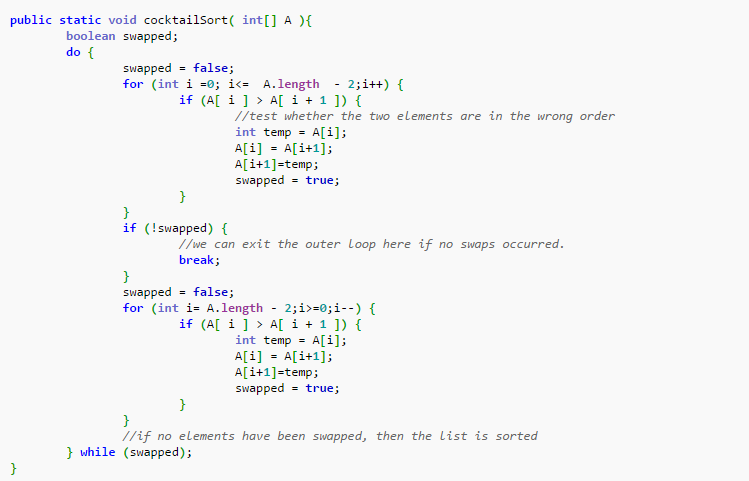 public static void cocktailSort( int[] A ){
boolean swapped;
do {
swapped = false;
for (int i =0; i<=  A.length  - 2;i++) {
if (A[ i ] > A[ i + 1 ]) {
//test whether the two elements are in the wrong order
int temp = A[i];
A[i] = A[i+1];
A[i+1]=temp;
swapped = true;
}
}
if (!swapped) {
//we can exit the outer loop here if no swaps occurred.
break;
}
swapped = false;
for (int i= A.length - 2;i>=0;i--) {
if (A[ i ] > A[ i + 1 ]) {
int temp = A[i];
A[i] = A[i+1];
A[i+1]=temp;
swapped = true;
}
}
//if no elements have been swapped, then the list is sorted
} while (swapped);
}